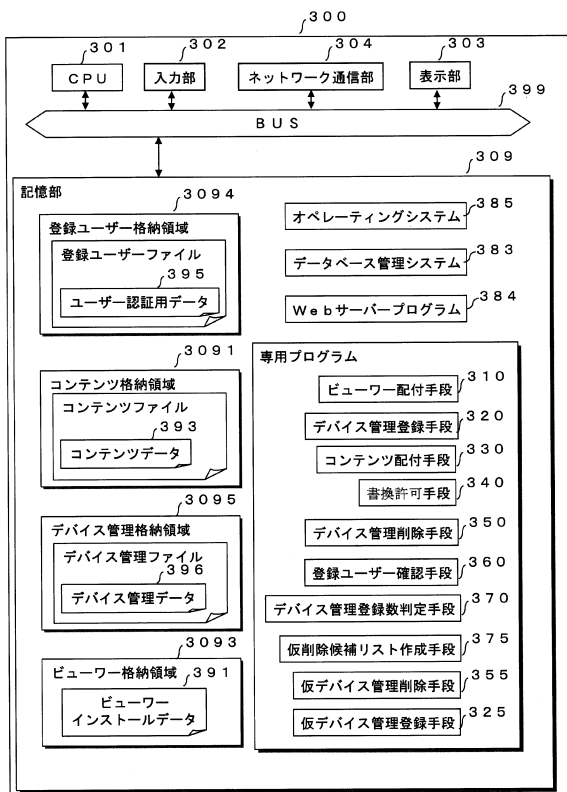 ３００
３０１
３０２
３０４
３０３
ＣＰＵ
入力部
ネットワーク通信部
表示部
３９９
ＢＵＳ
３０９
記憶部
３０９４
登録ユーザー格納領域
登録ユーザーファイル
３９５
ユーザー認証用データ
３０９１
コンテンツ格納領域
コンテンツファイル
３９３
コンテンツデータ
３０９５
デバイス管理格納領域
デバイス管理ファイル
３９６
デバイス管理データ
３０９３
ビューワー格納領域
３９１
ビューワー
インストールデータ
オペレーティングシステム
３８５
データベース管理システム
３８３
Ｗｅｂサーバープログラム
３８４
専用プログラム
ビューワー配付手段
３１０
デバイス管理登録手段
３２０
コンテンツ配付手段
３３０
書換許可手段
３４０
デバイス管理削除手段
３５０
登録ユーザー確認手段
３６０
デバイス管理登録数判定手段
３７０
仮削除候補リスト作成手段
３７５
仮デバイス管理削除手段
３５５
仮デバイス管理登録手段
３２５